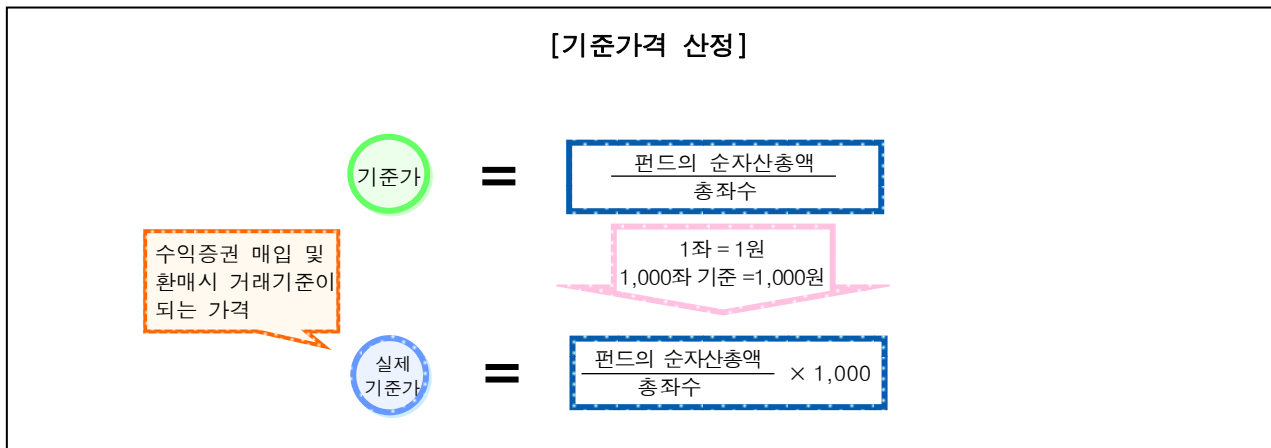 [기준가격 산정]
기준가
=
펀드의 순자산총액
총좌수
1좌 = 1원
1,000좌 기준 =1,000원
수익증권 매입 및
환매시 거래기준이
되는 가격
실제
기준가
=
펀드의 순자산총액
총좌수
× 1,000